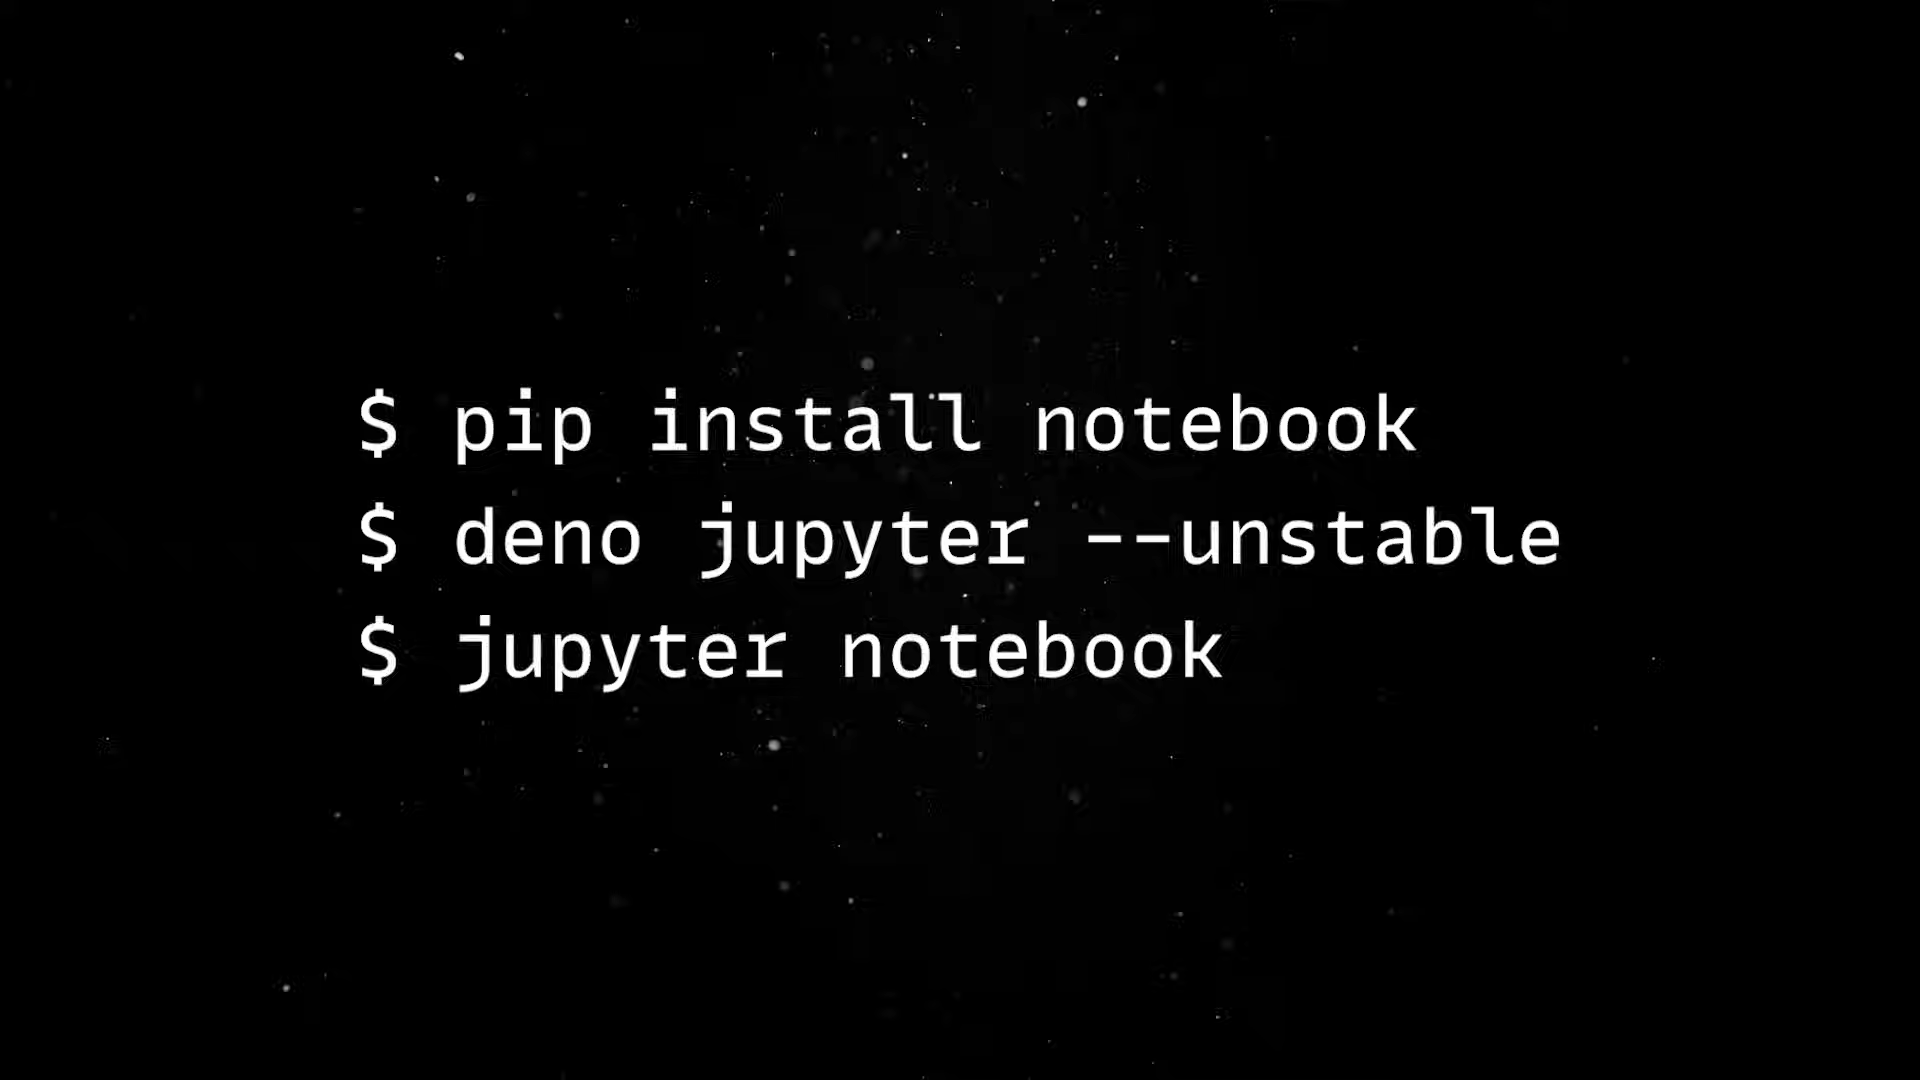 $ pip install notebook
$ deno jupyter --unstable
$ jupyter notebook